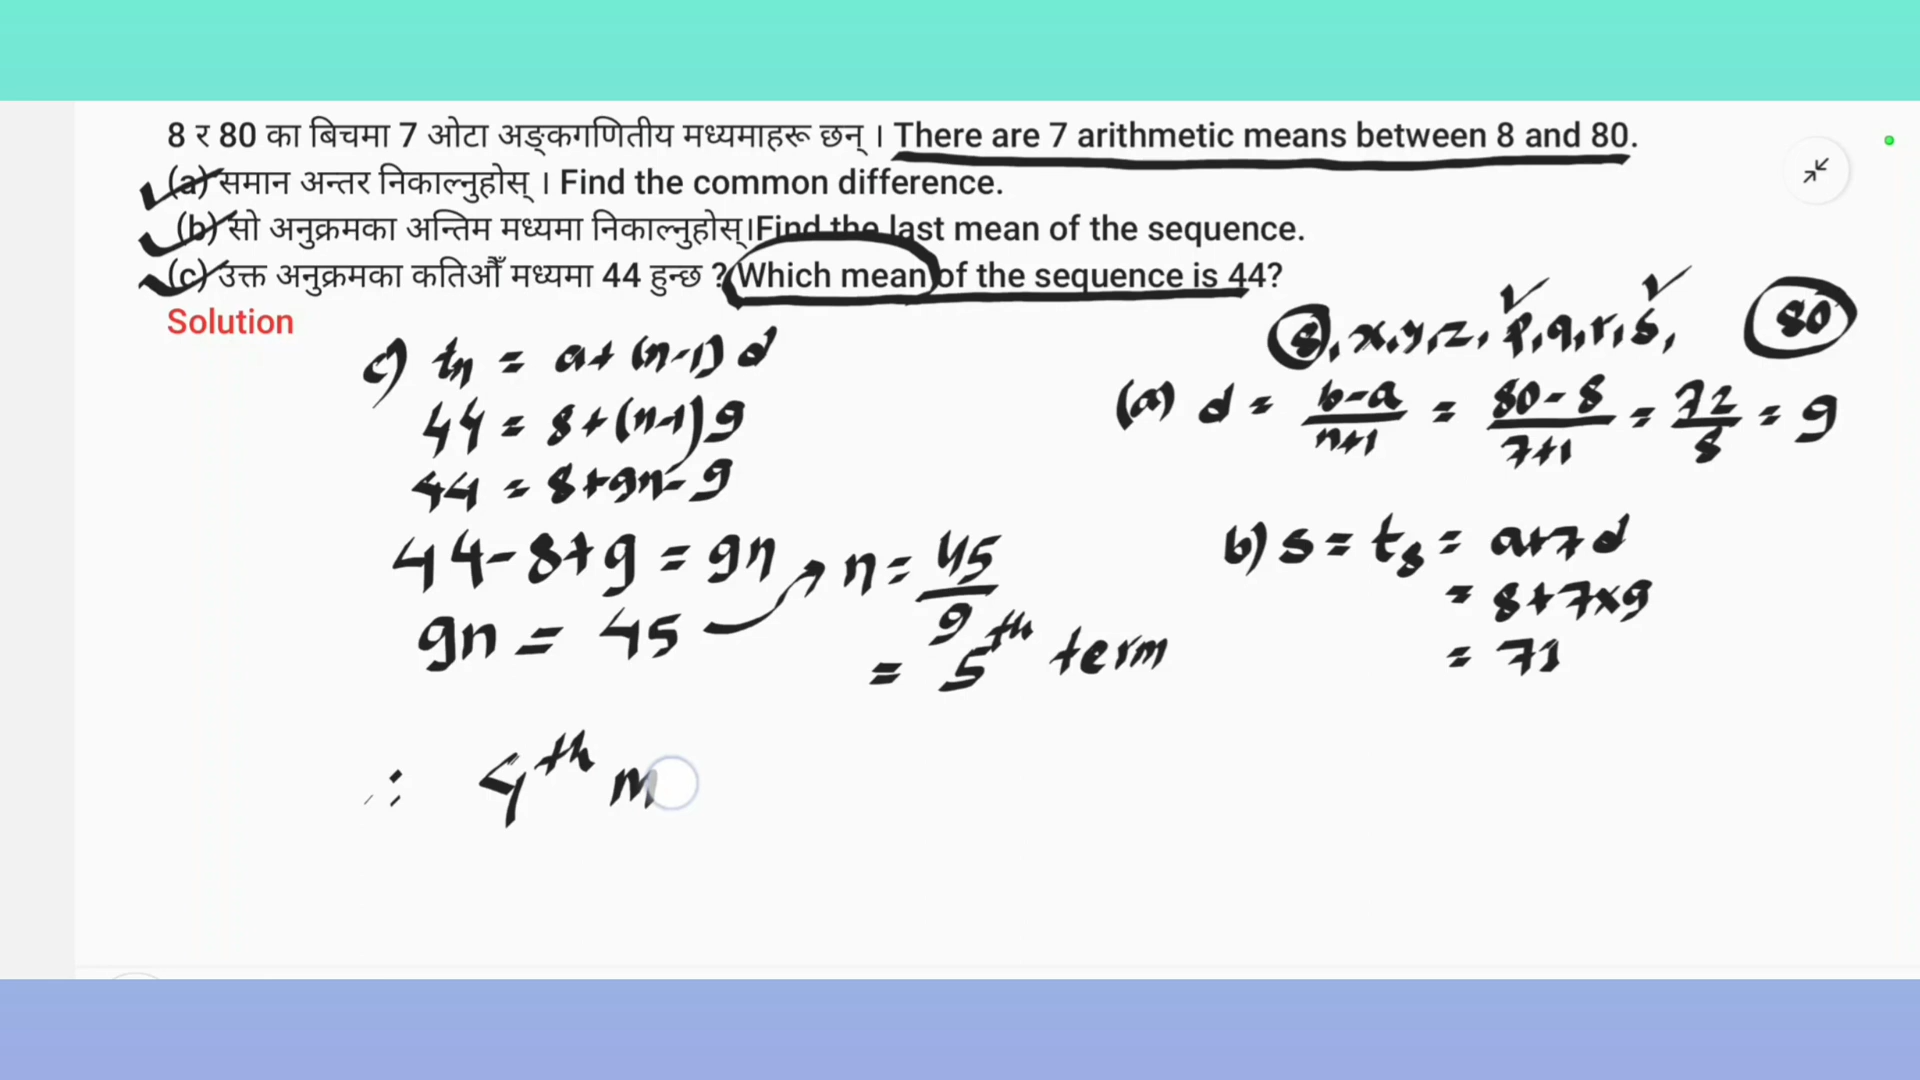 8 र 80 का बिचमा 7 ओटा अङ्कगणितीय मध्यमाहरू छन् । There are 7 arithmetic means between 8 and 80.
(a) समान अन्तर निकाल्नुहोस् । Find the common difference.
(b) सो अनुक्रमका अन्तिम मध्यमा निकाल्नुहोस्।Find the last mean of the sequence.
(c) उक्त अनुक्रमका कतिऔँ मध्यमा 44 हुन्छ ? Which mean of the sequence is 44?
Solution
c) tn = a+(n-1)d
44 = 8+(n-1)9
44 = 8+9n-9
44-8+9 = 9n
9n = 45
n = 45/9
= 5th term
∴ 4th m
8, x, y, z, p, q, r, s, 80
(a) d = b-a/n+1 = 80-8/7+1 = 72/8 = 9
b) s = t8 = a+7d
= 8+7×9
= 71